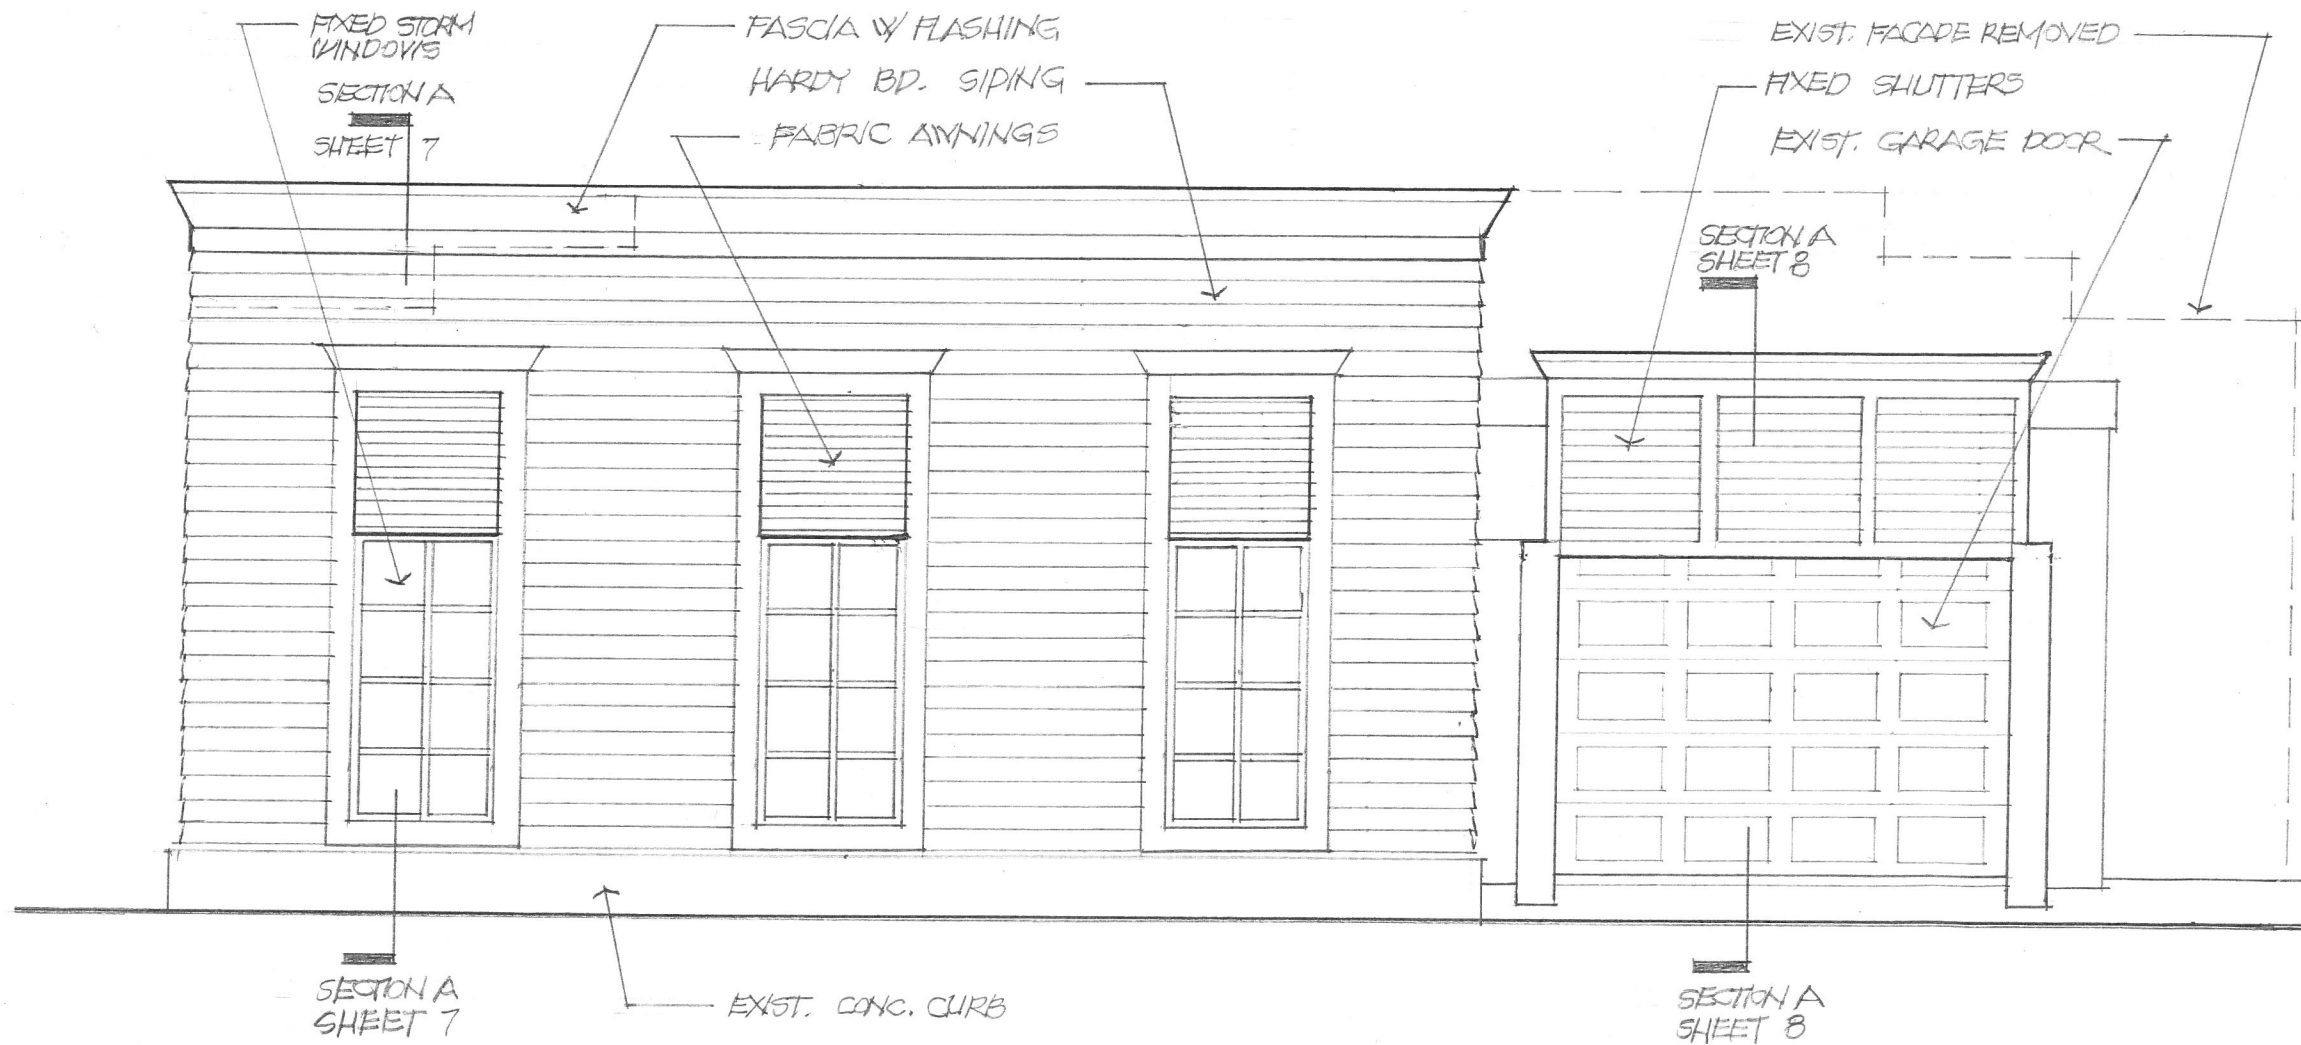 FIXED STORM
WINDOWS
SECTION A
SHEET 7
FASCIA W/ FLASHING
HARDY BD. SIDING
FABRIC AWNINGS
EXIST. FACADE REMOVED
FIXED SHUTTERS
EXIST. GARAGE DOOR
SECTION A
SHEET 8
SECTION A
SHEET 7
EXIST. CONC. CURB
SECTION A
SHEET 8